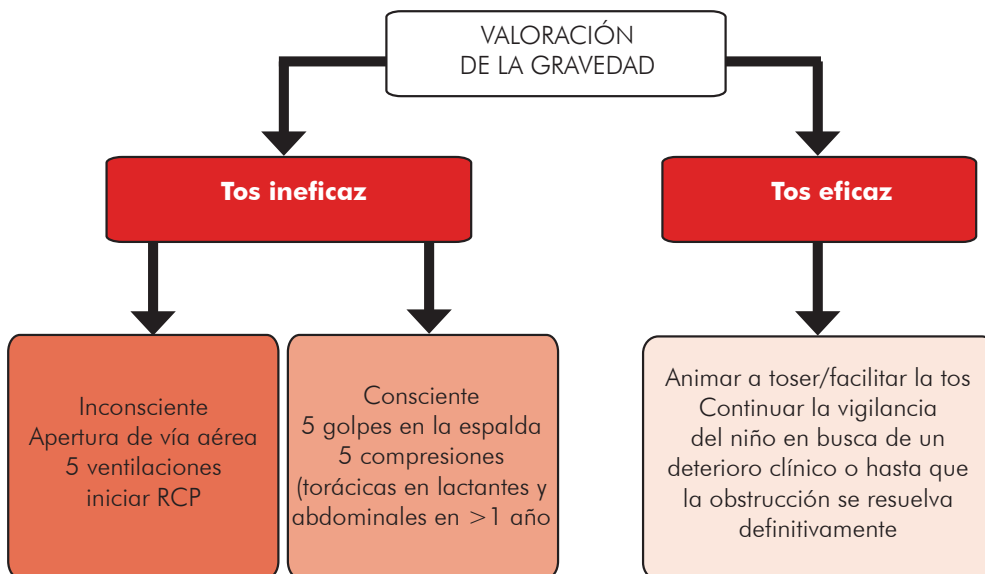 VALORACIÓN
DE LA GRAVEDAD
Tos ineficaz
Tos eficaz
Inconsciente
Apertura de vía aérea
5 ventilaciones
iniciar RCP
Consciente
5 golpes en la espalda
5 compresiones
(torácicas en lactantes y
abdominales en >1 año
Animar a toser/facilitar la tos
Continuar la vigilancia
del niño en busca de un
deterioro clínico o hasta que
la obstrucción se resuelva
definitivamente